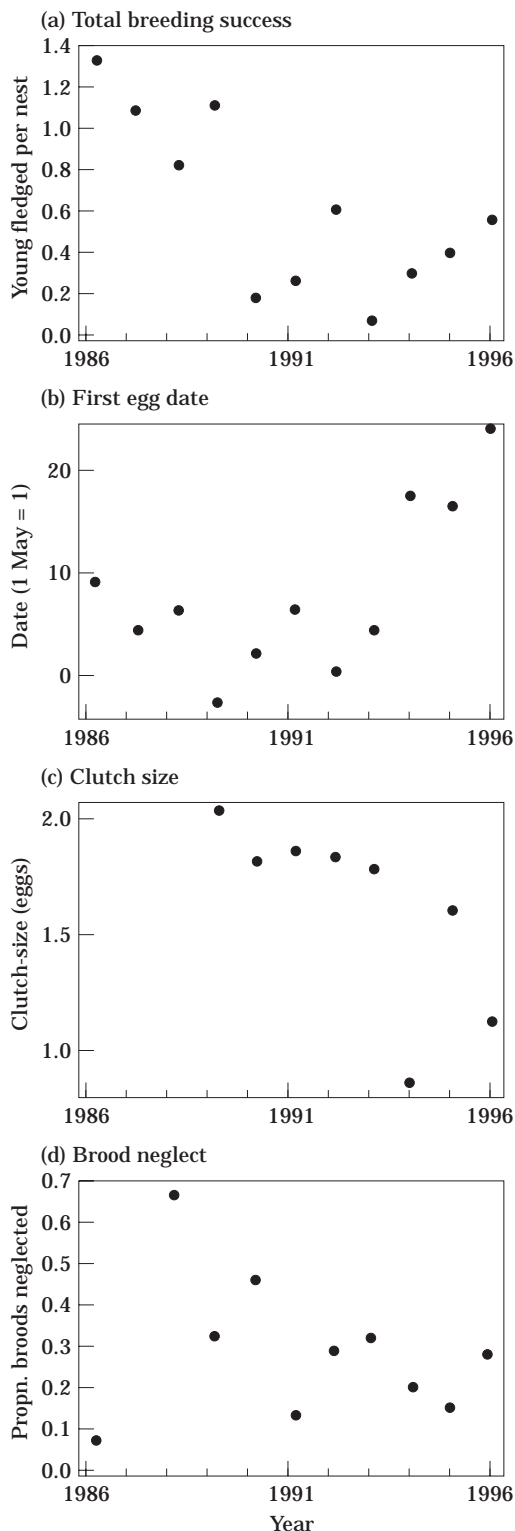 (a) Total breeding success
1.4
1.2
1.0
0.8
0.6
0.4
0.2
0.0
Young fledged per nest
1986 1991 1996
(b) First egg date
20
10
0
Date (1 May = 1)
1986 1991 1996
(c) Clutch size
2.0
1.5
1.0
Clutch-size (eggs)
1986 1991 1996
(d) Brood neglect
0.7
0.6
0.5
0.4
0.3
0.2
0.1
0.0
Propn. broods neglected
1986 1991 1996
Year